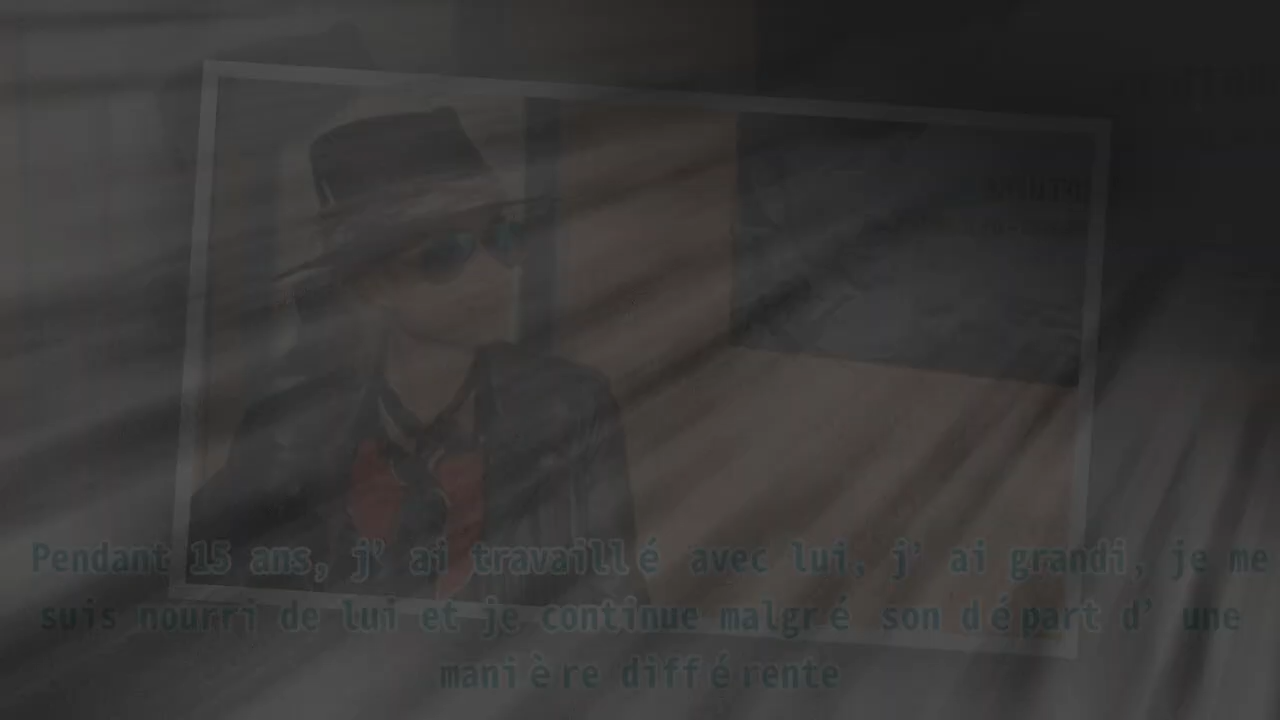 Pendant 15 ans, j' ai travaillé avec lui, j' ai grandi, je me
suis nourri de lui et je continue malgré son départ d' une
manière différente